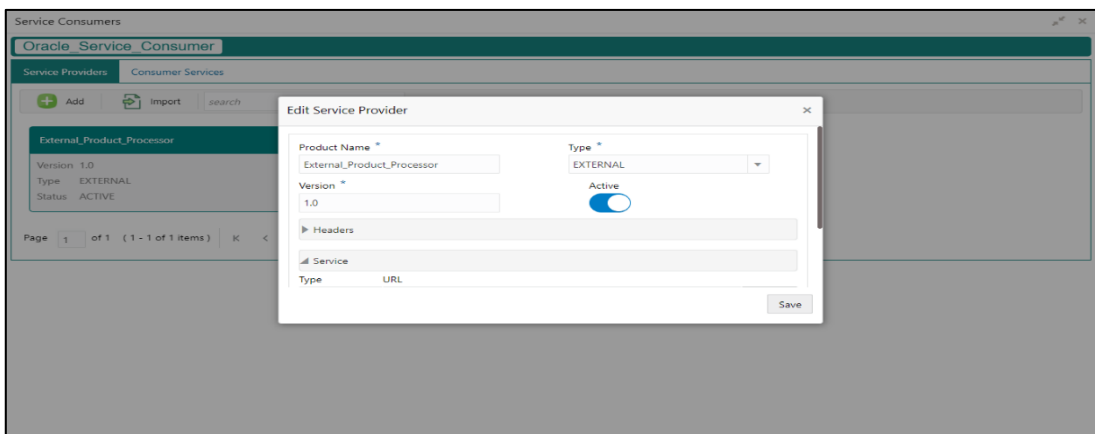 Service Consumers
Oracle_Service_Consumer
Service Providers Consumer Services
Add Import search
External_Product_Processor
Version 1.0
Type EXTERNAL
Status ACTIVE
Page 1 of 1 (1 - 1 of 1 items)
Edit Service Provider
Product Name * Type *
External_Product_Processor EXTERNAL
Version * Active
1.0
Headers
Service
Type URL
Save